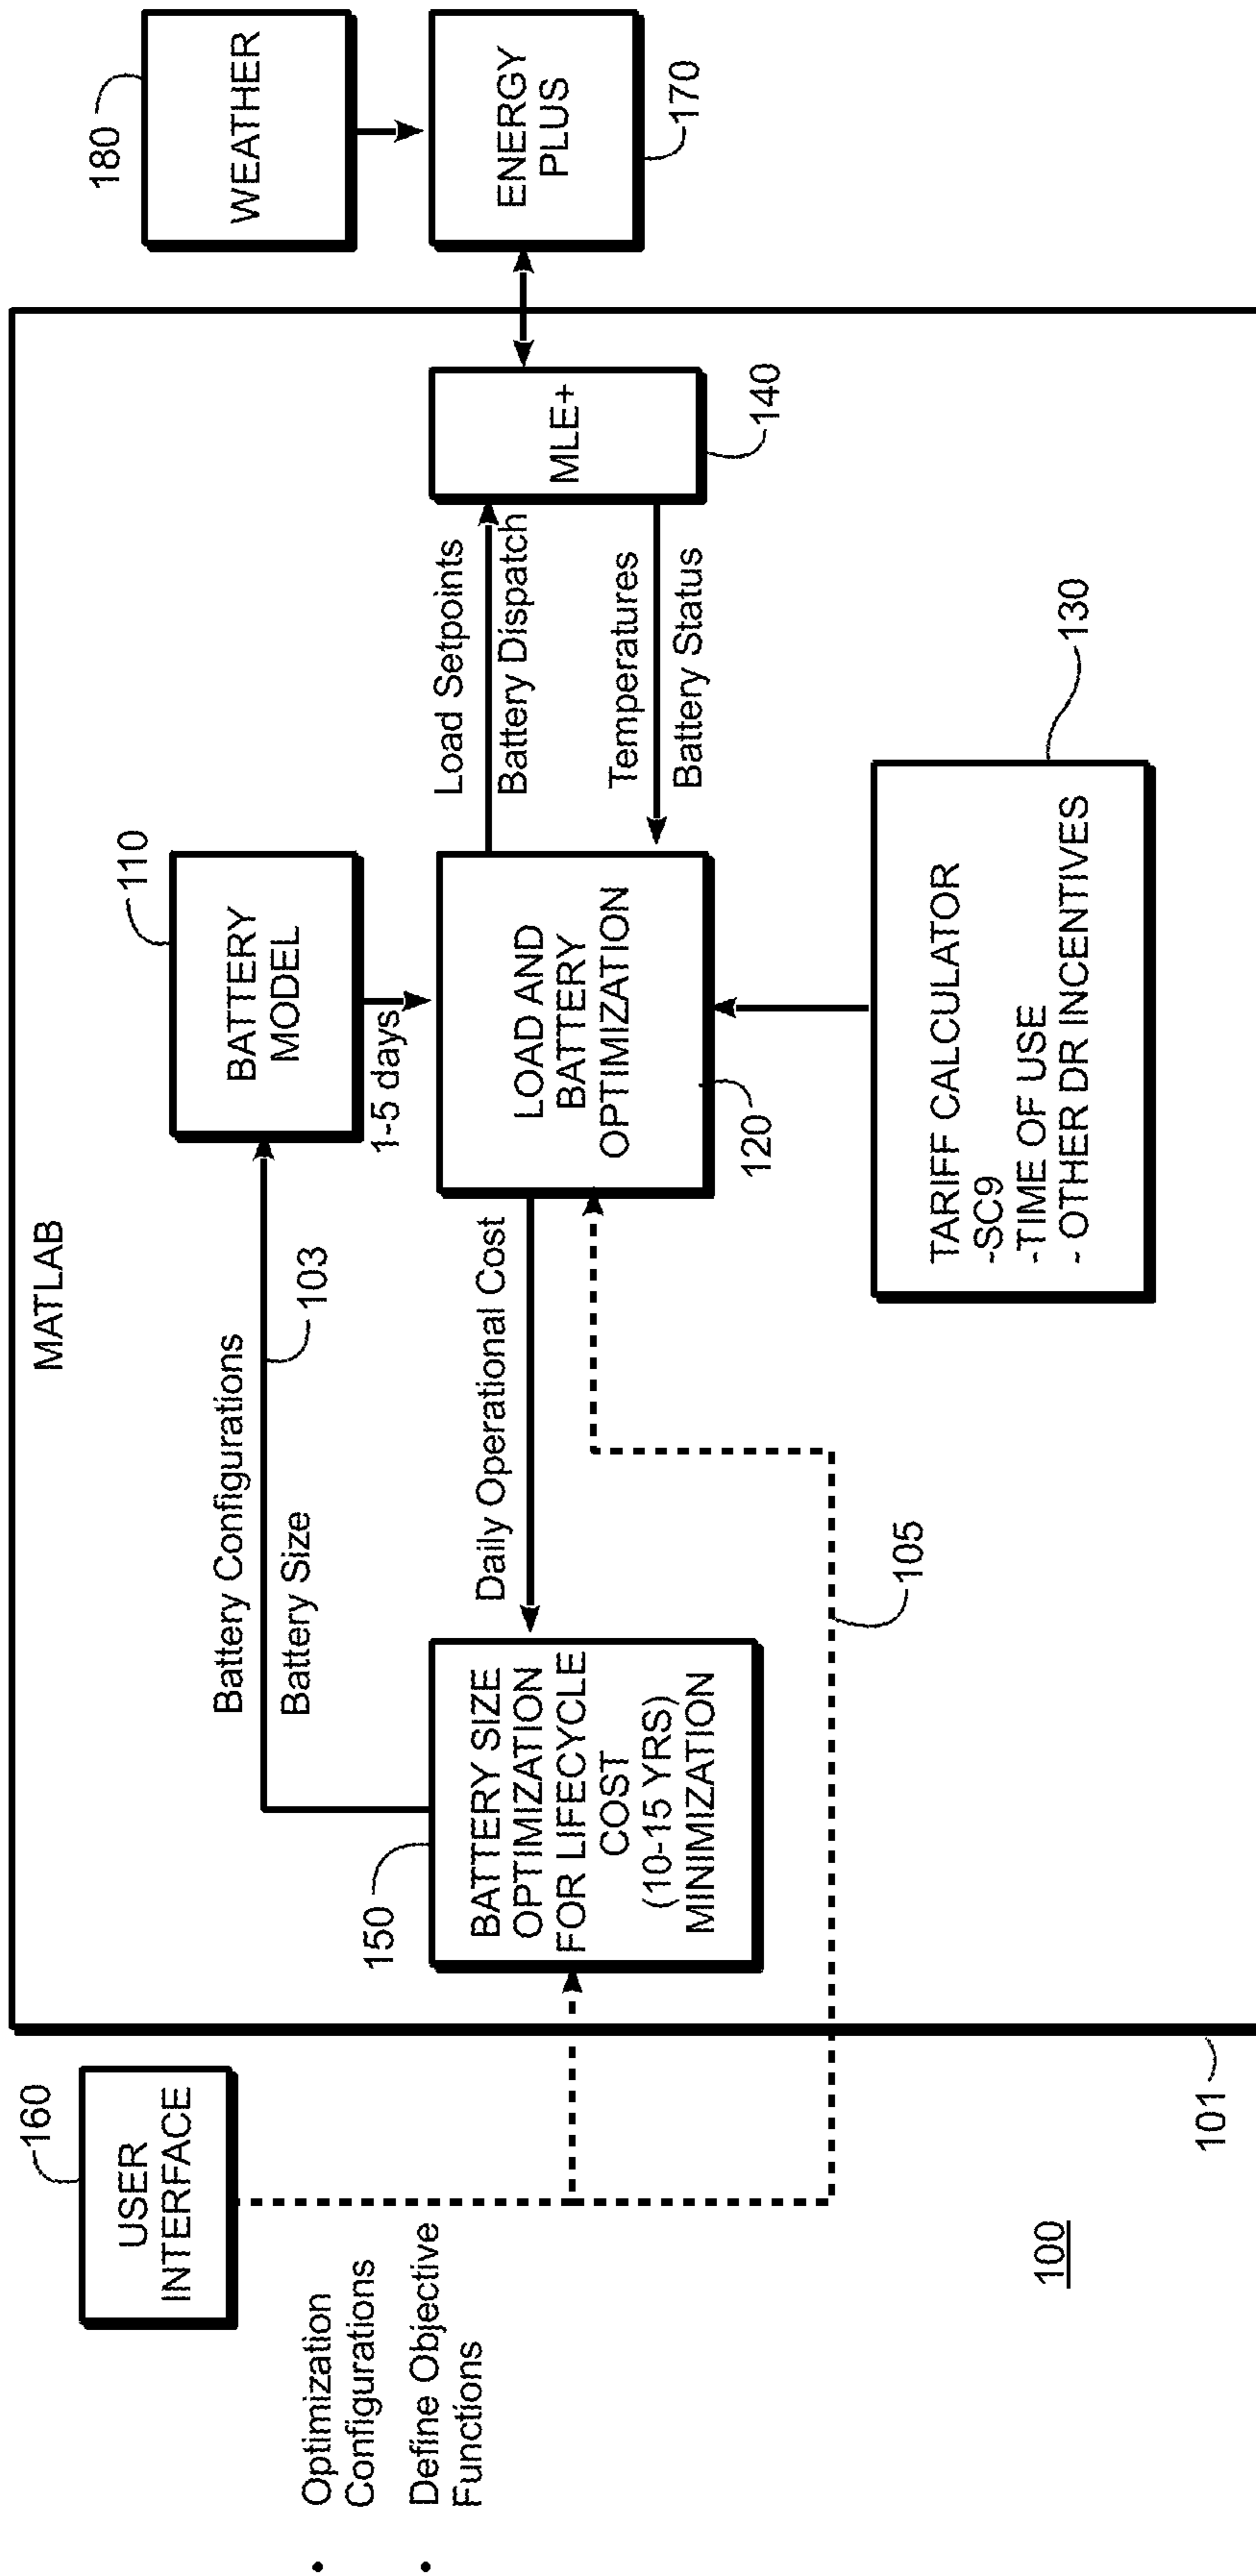 160
USER
INTERFACE
• Optimization
Configurations
• Define Objective
Functions
100
101
MATLAB
Battery Configurations
Battery Size
103
150
BATTERY SIZE
OPTIMIZATION
FOR LIFECYCLE
COST
(10-15 YRS)
MINIMIZATION
Daily Operational Cost
105
110
BATTERY
MODEL
1-5 days
LOAD AND
BATTERY
OPTIMIZATION
120
TARIFF CALCULATOR
-SC9
-TIME OF USE
- OTHER DR INCENTIVES
130
Load Setpoints
Battery Dispatch
Temperatures
Battery Status
MLE+
140
180
WEATHER
ENERGY
PLUS
170